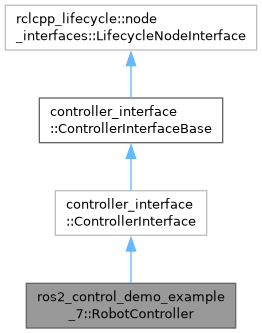 rclcpp_lifecycle::node
_interfaces::LifecycleNodeInterface
controller_interface
::ControllerInterfaceBase
controller_interface
::ControllerInterface
ros2_control_demo_example
_7::RobotController